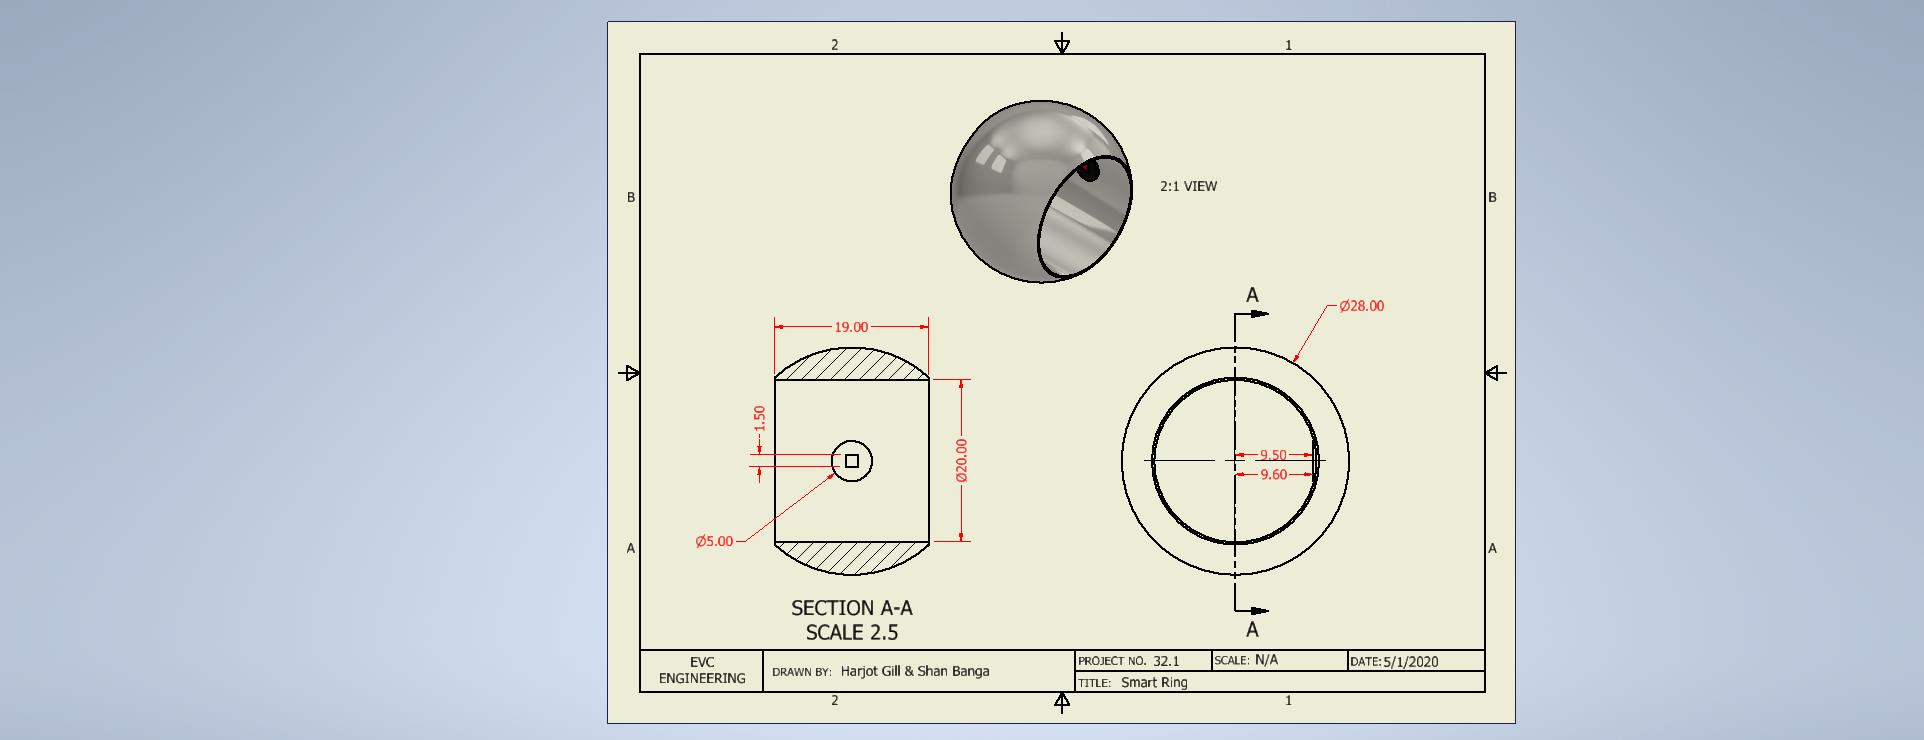 2
1
B
B
2:1 VIEW
A
Ø28.00
19.00
1.50
Ø20.00
9.50
9.60
Ø5.00
A
A
SECTION A-A
SCALE 2.5
A
EVC
ENGINEERING
DRAWN BY: Harjot Gill & Shan Banga
PROJECT NO. 32.1
SCALE: N/A
DATE: 5/1/2020
TITLE: Smart Ring
2
1